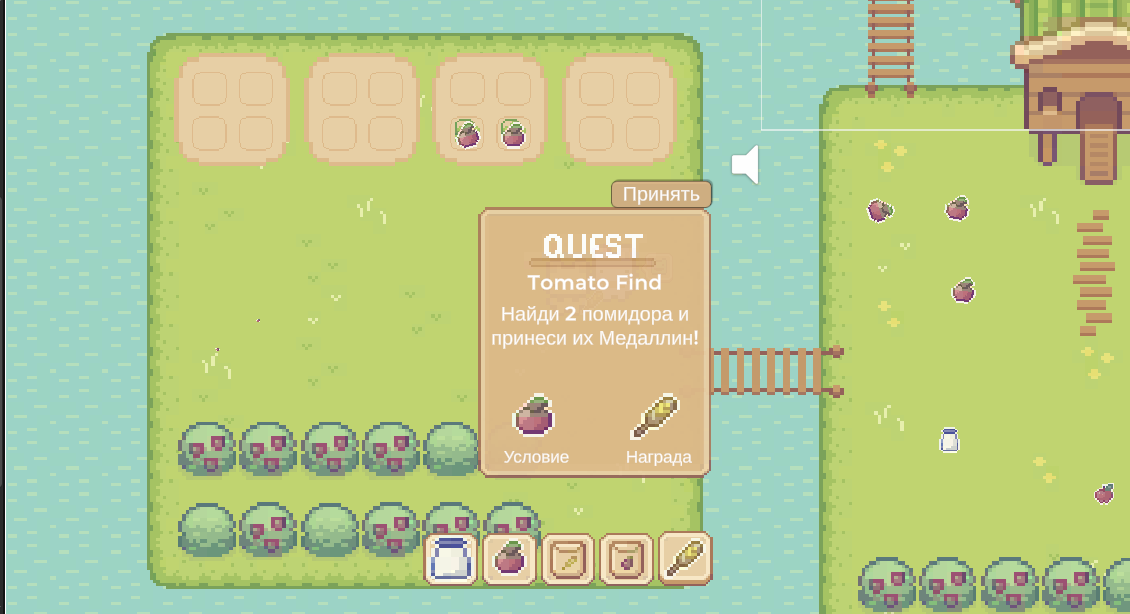 Принять
QUEST
Tomato Find
Найди 2 помидора и
принеси их Медаллин!
Условие
Награда